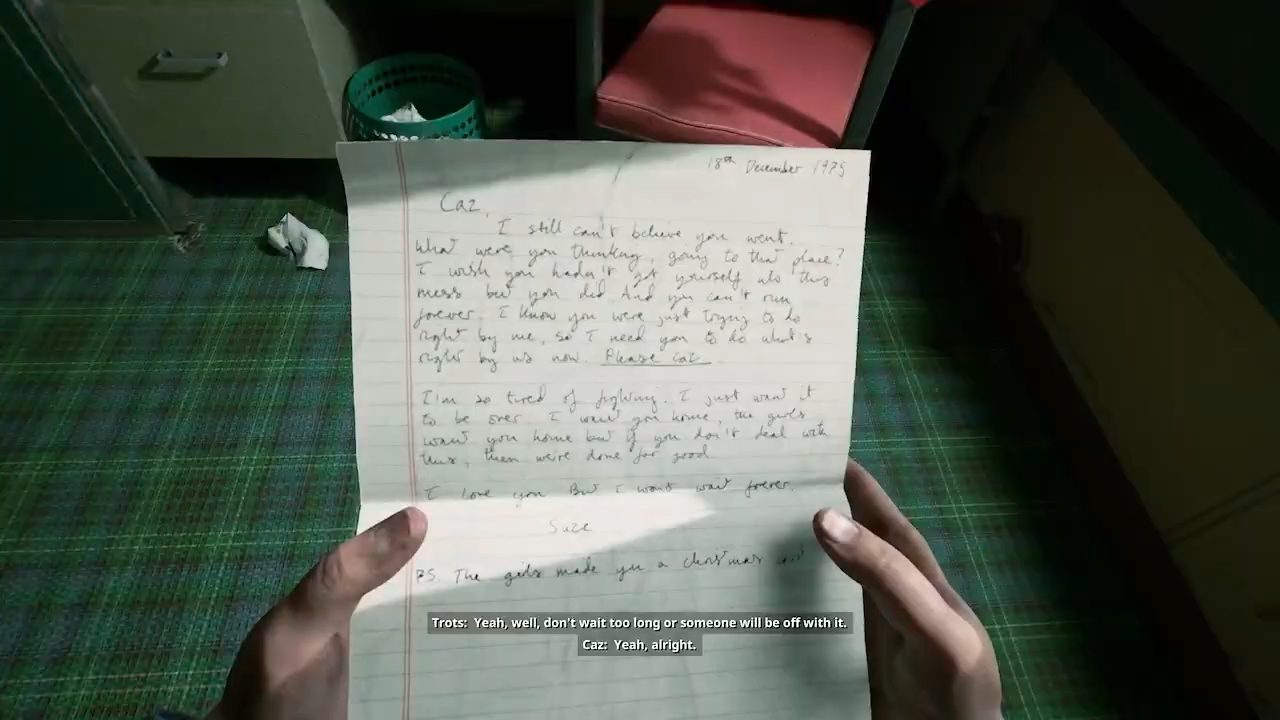 18th December 1975
Caz,
I still can't believe you went.
What were you thinking, going to that place?
I wish you hadn't got yourself into this
mess but you did. And you can't run
forever. I know you were just trying to do
right by me, so I need you to do what's
right by us now. Please Caz.
I'm so tired of fighting. I just want it
to be over. I want you home, the girls
want you home but if you don't deal with
this, then we're done for good
I love you. But I wont wait forever.
Suze
P.S. The girls made you a christmas card
Trots: Yeah, well, don't wait too long or someone will be off with it.
Caz: Yeah, alright.